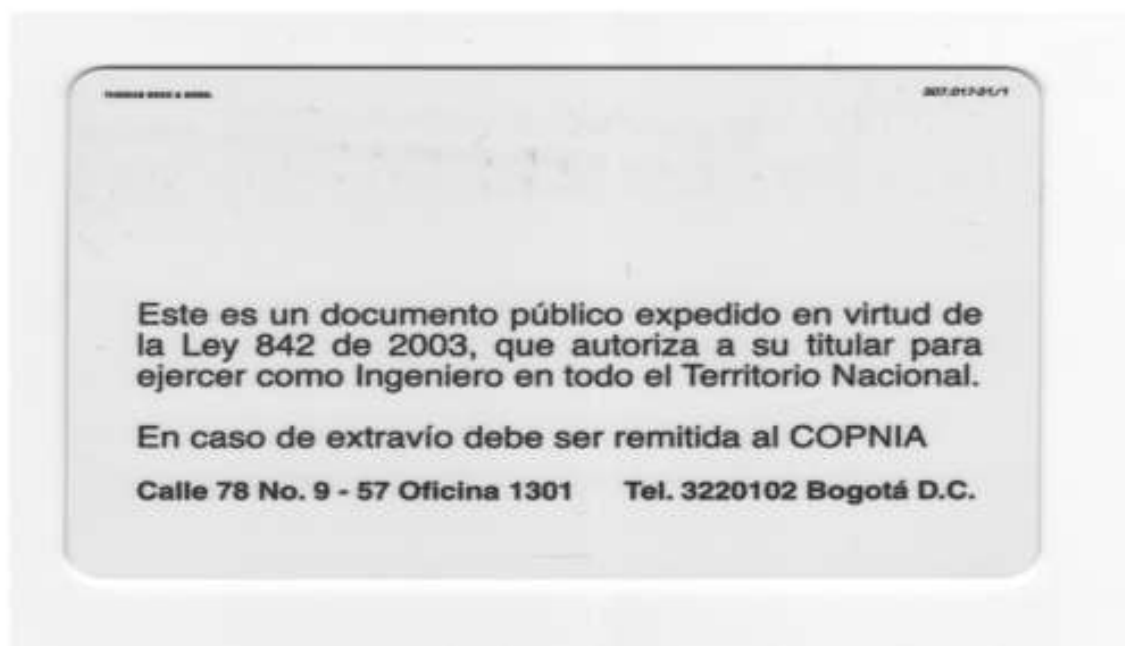 Este es un documento público expedido en virtud de
la Ley 842 de 2003, que autoriza a su titular para
ejercer como Ingeniero en todo el Territorio Nacional.
En caso de extravío debe ser remitida al COPNIA
Calle 78 No. 9 - 57 Oficina 1301 Tel. 3220102 Bogotá D.C.